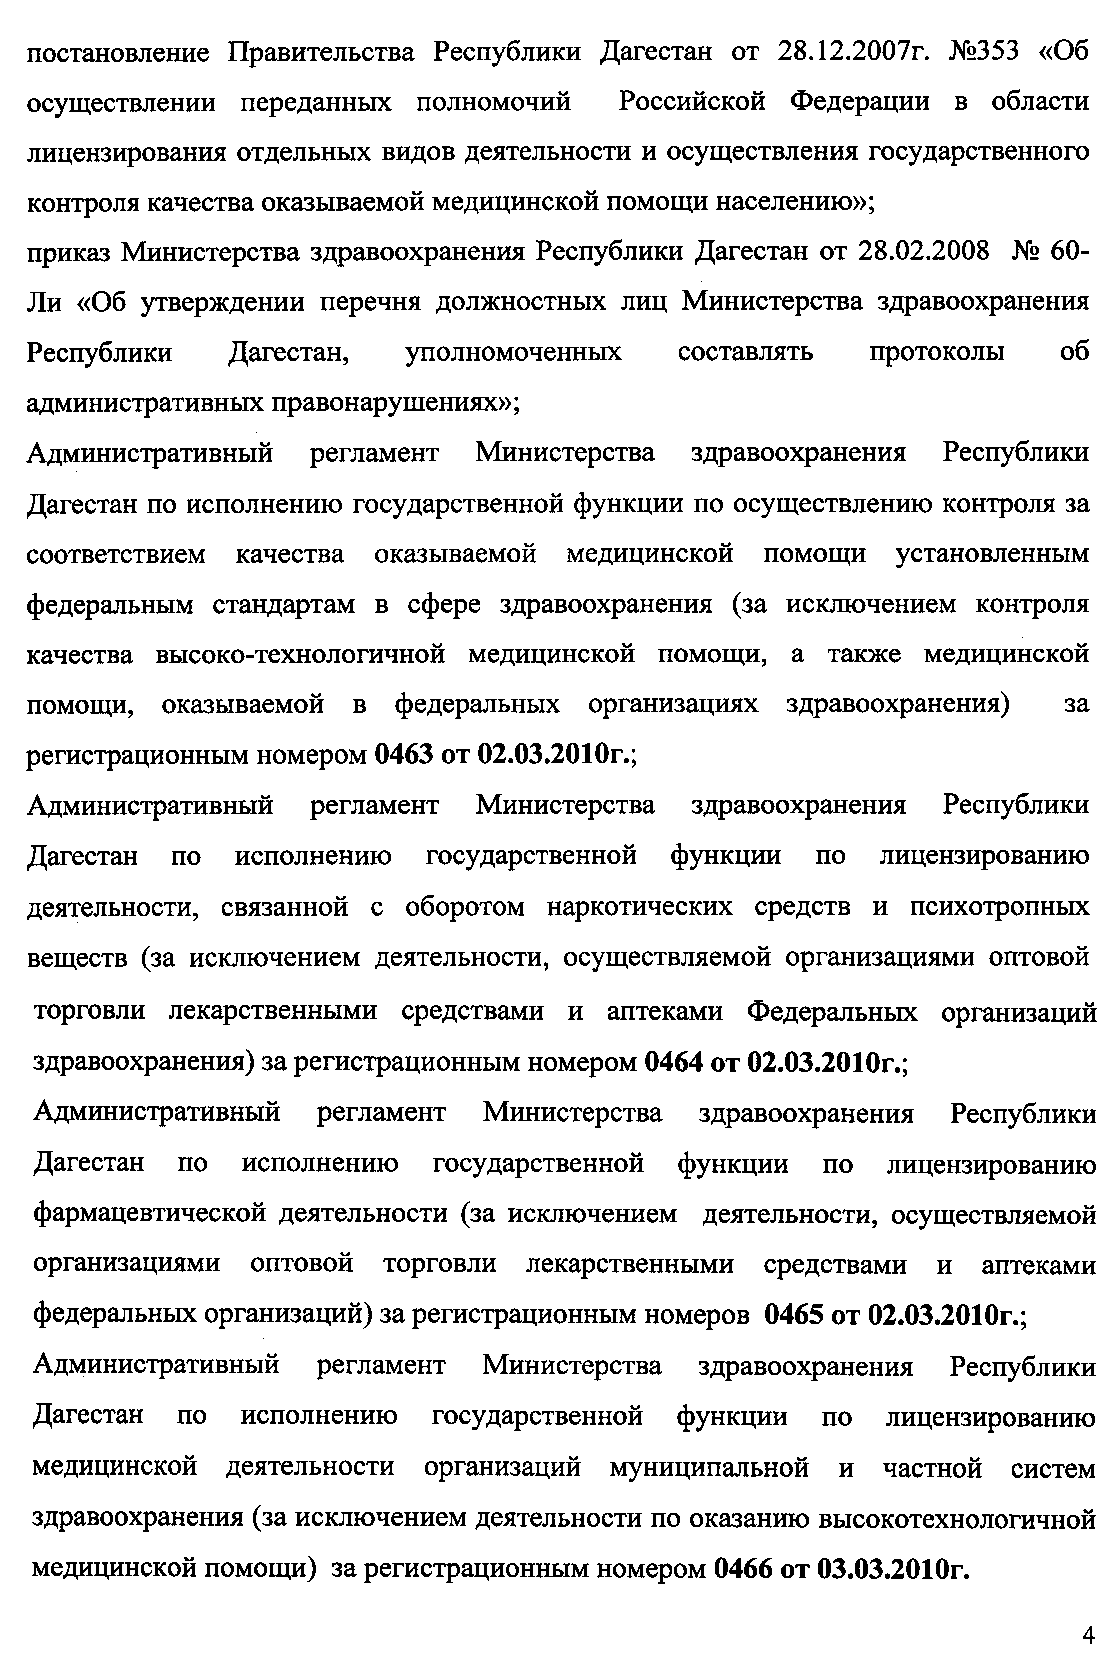 постановление Правительства Республики Дагестан от 28.12.2007г. №353 «Об
осуществлении переданных полномочий Российской Федерации в области
лицензирования отдельных видов деятельности и осуществления государственного
контроля качества оказываемой медицинской помощи населению»;
приказ Министерства здравоохранения Республики Дагестан от 28.02.2008 № 60-
Ли «Об утверждении перечня должностных лиц Министерства здравоохранения
Республики Дагестан, уполномоченных составлять протоколы об
административных правонарушениях»;
Административный регламент Министерства здравоохранения Республики
Дагестан по исполнению государственной функции по осуществлению контроля за
соответствием качества оказываемой медицинской помощи установленным
федеральным стандартам в сфере здравоохранения (за исключением контроля
качества высоко-технологичной медицинской помощи, а также медицинской
помощи, оказываемой в федеральных организациях здравоохранения) за
регистрационным номером 0463 от 02.03.2010г.;
Административный регламент Министерства здравоохранения Республики
Дагестан по исполнению государственной функции по лицензированию
деятельности, связанной с оборотом наркотических средств и психотропных
веществ (за исключением деятельности, осуществляемой организациями оптовой
торговли лекарственными средствами и аптеками Федеральных организаций
здравоохранения) за регистрационным номером 0464 от 02.03.2010г.;
Административный регламент Министерства здравоохранения Республики
Дагестан по исполнению государственной функции по лицензированию
фармацевтической деятельности (за исключением деятельности, осуществляемой
организациями оптовой торговли лекарственными средствами и аптеками
федеральных организаций) за регистрационным номеров 0465 от 02.03.2010г.;
Административный регламент Министерства здравоохранения Республики
Дагестан по исполнению государственной функции по лицензированию
медицинской деятельности организаций муниципальной и частной систем
здравоохранения (за исключением деятельности по оказанию высокотехнологичной
медицинской помощи) за регистрационным номером 0466 от 03.03.2010г.
4